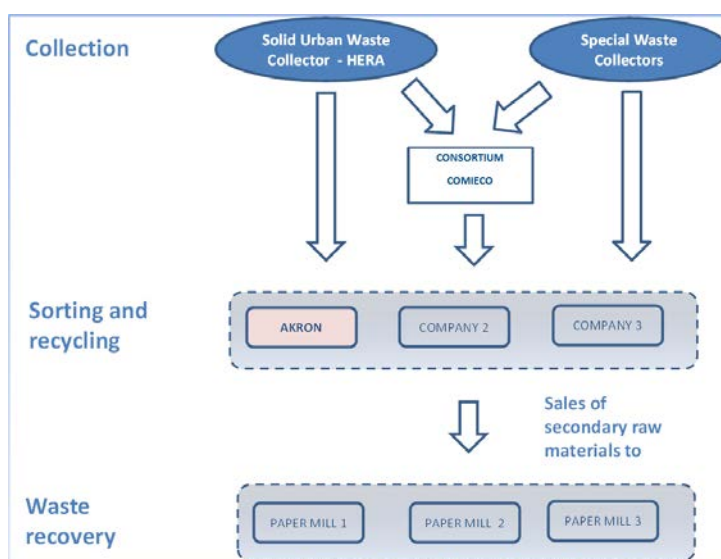 Collection
Solid Urban Waste
Collector - HERA
Special Waste
Collectors
CONSORTIUM
COMIECO
Sorting and
recycling
AKRON
COMPANY 2
COMPANY 3
Sales of
secondary raw
materials to
Waste
recovery
PAPER MILL 1
PAPER MILL 2
PAPER MILL 3